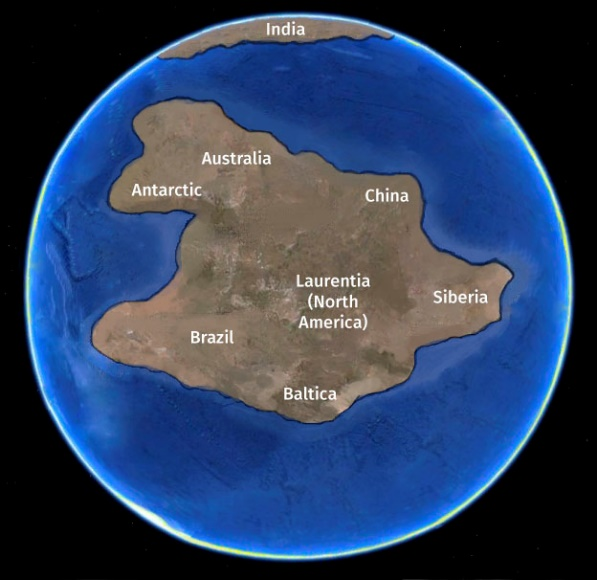 India
Australia
Antarctic
China
Laurentia
(North
America)
Siberia
Brazil
Baltica